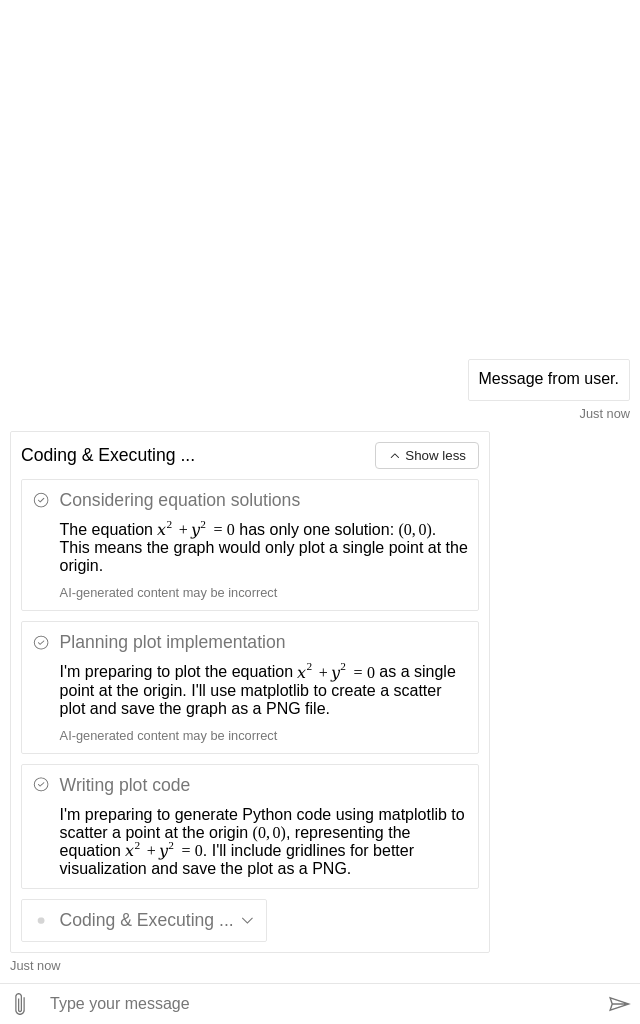 Message from user.
Just now
Coding & Executing ...
Show less
Considering equation solutions
The equation x² + y² = 0 has only one solution: (0, 0).
This means the graph would only plot a single point at the
origin.
AI-generated content may be incorrect
Planning plot implementation
I'm preparing to plot the equation x² + y² = 0 as a single
point at the origin. I'll use matplotlib to create a scatter
plot and save the graph as a PNG file.
AI-generated content may be incorrect
Writing plot code
I'm preparing to generate Python code using matplotlib to
scatter a point at the origin (0, 0), representing the
equation x² + y² = 0. I'll include gridlines for better
visualization and save the plot as a PNG.
Coding & Executing ...
Just now
Type your message